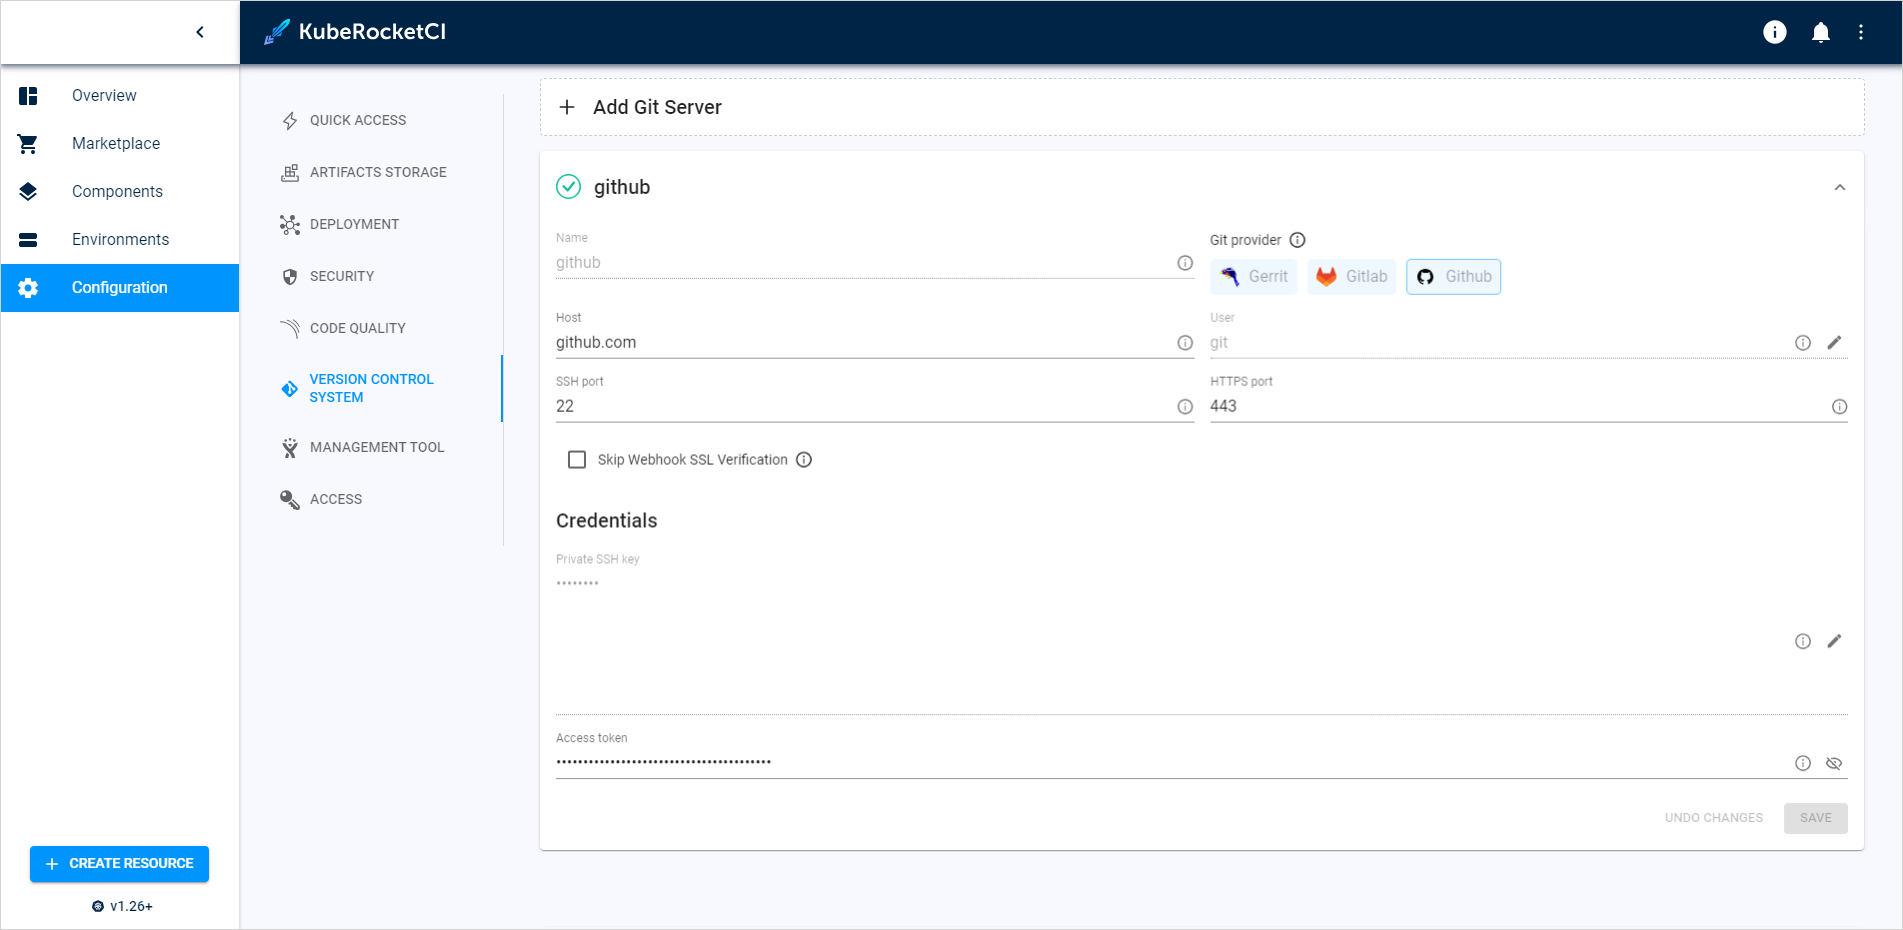 KubeRocketCI
Overview
Marketplace
Components
Environments
Configuration
CREATE RESOURCE
v1.26+
QUICK ACCESS
ARTIFACTS STORAGE
DEPLOYMENT
SECURITY
CODE QUALITY
VERSION CONTROL
SYSTEM
MANAGEMENT TOOL
ACCESS
Add Git Server
github
Name
github
Git provider
Gerrit
Gitlab
Github
Host
github.com
User
git
SSH port
22
HTTPS port
443
Skip Webhook SSL Verification
Credentials
Private SSH key
••••••••
Access token
••••••••••••••••••••••••••••••••••••••••
UNDO CHANGES
SAVE